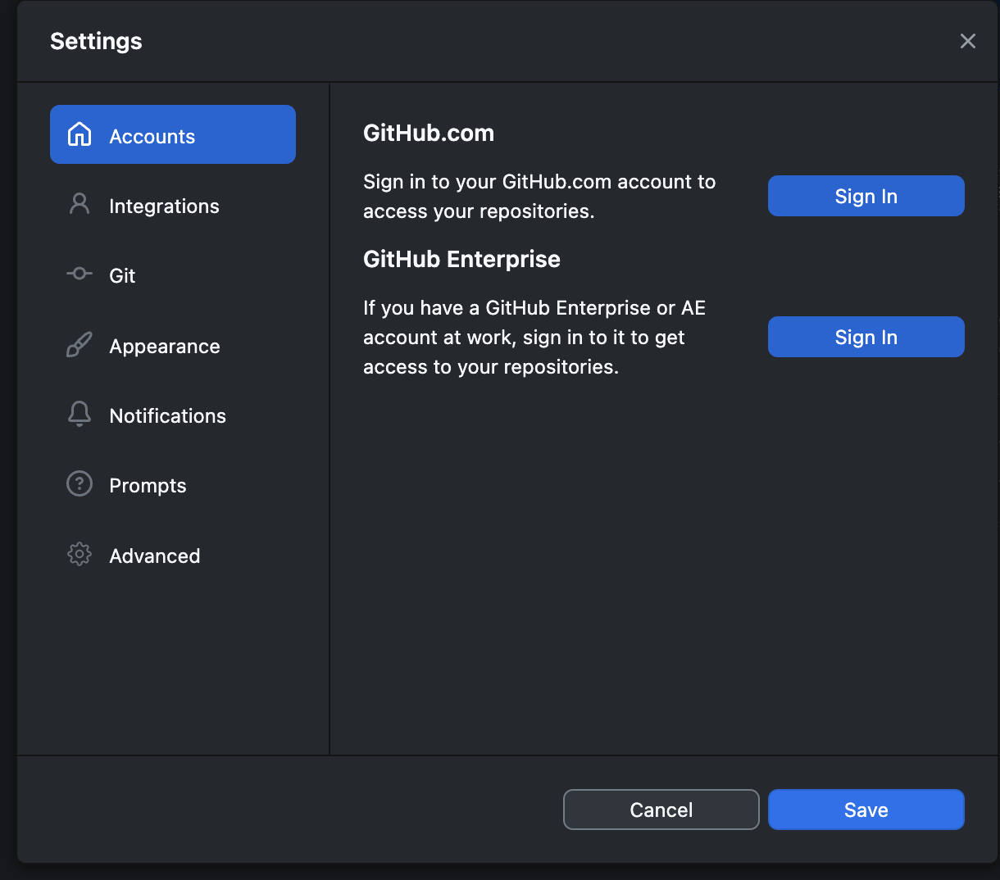 Settings
Accounts
Integrations
Git
Appearance
Notifications
Prompts
Advanced
GitHub.com
Sign in to your GitHub.com account to
access your repositories.
Sign In
GitHub Enterprise
If you have a GitHub Enterprise or AE
account at work, sign in to it to get
access to your repositories.
Sign In
Cancel
Save